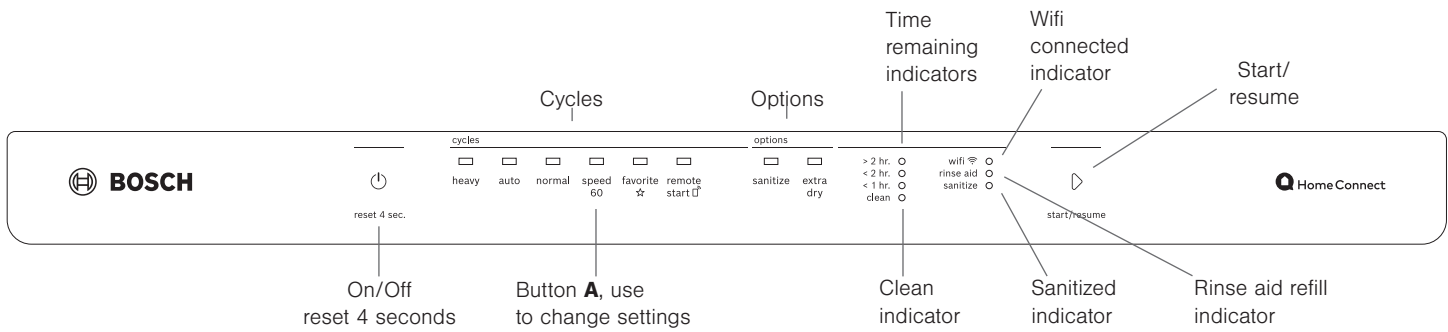 Time
remaining
indicators
Wifi
connected
indicator
Start/
resume
Cycles
Options
BOSCH
reset 4 sec.
cycles
heavy
auto
normal
speed
60
favorite
☆
remote
start
options
sanitize
extra
dry
> 2 hr.
< 2 hr.
< 1 hr.
clean
wifi
rinse aid
sanitize
start/resume
Home Connect
On/Off
reset 4 seconds
Button A, use
to change settings
Clean
indicator
Sanitized
indicator
Rinse aid refill
indicator